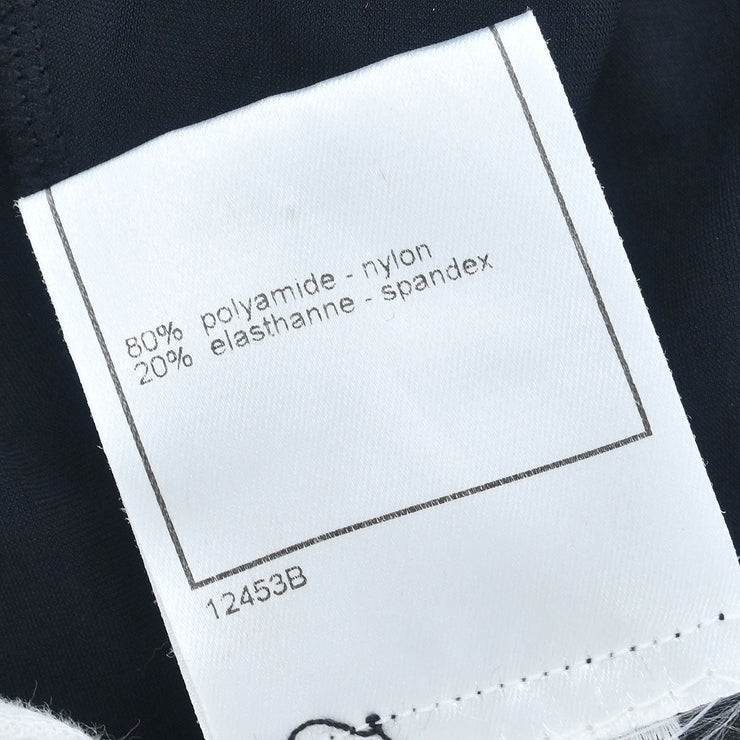 80% polyamide - nylon
20% elasthanne - spandex
12453B